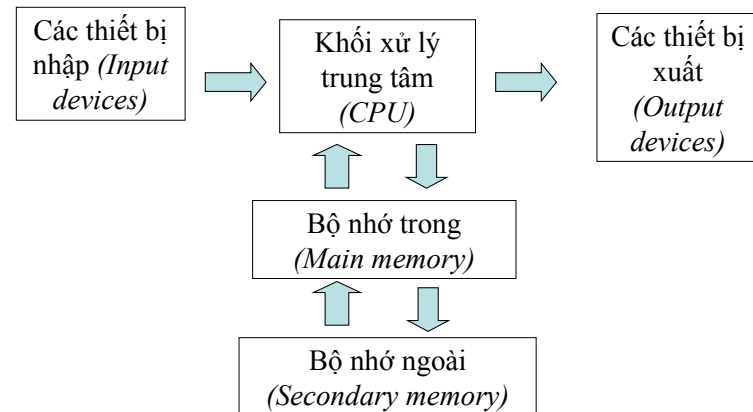 Các thiết bị
nhập (Input
devices)
Khối xử lý
trung tâm
(CPU)
Các thiết bị
xuất
(Output
devices)
Bộ nhớ trong
(Main memory)
Bộ nhớ ngoài
(Secondary memory)